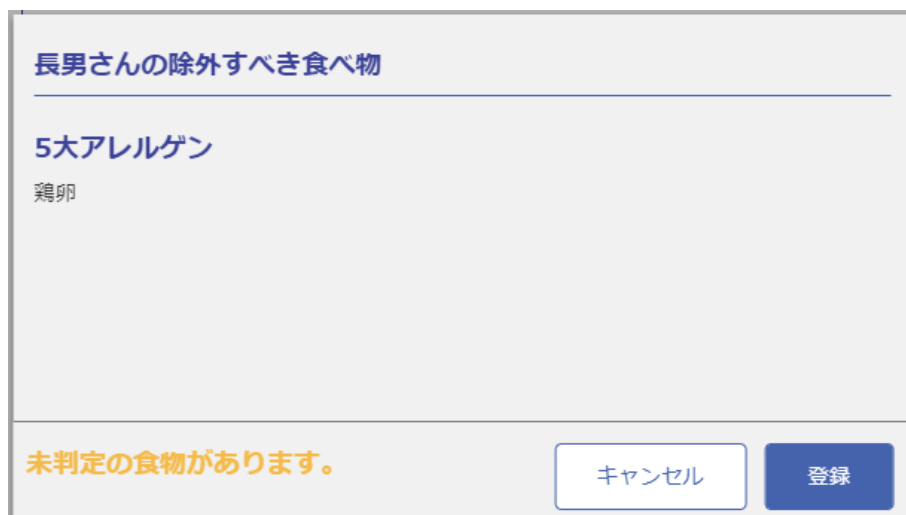 長男さんの除外すべき食べ物
5大アレルゲン
鶏卵
未判定の食物があります。
キャンセル
登録